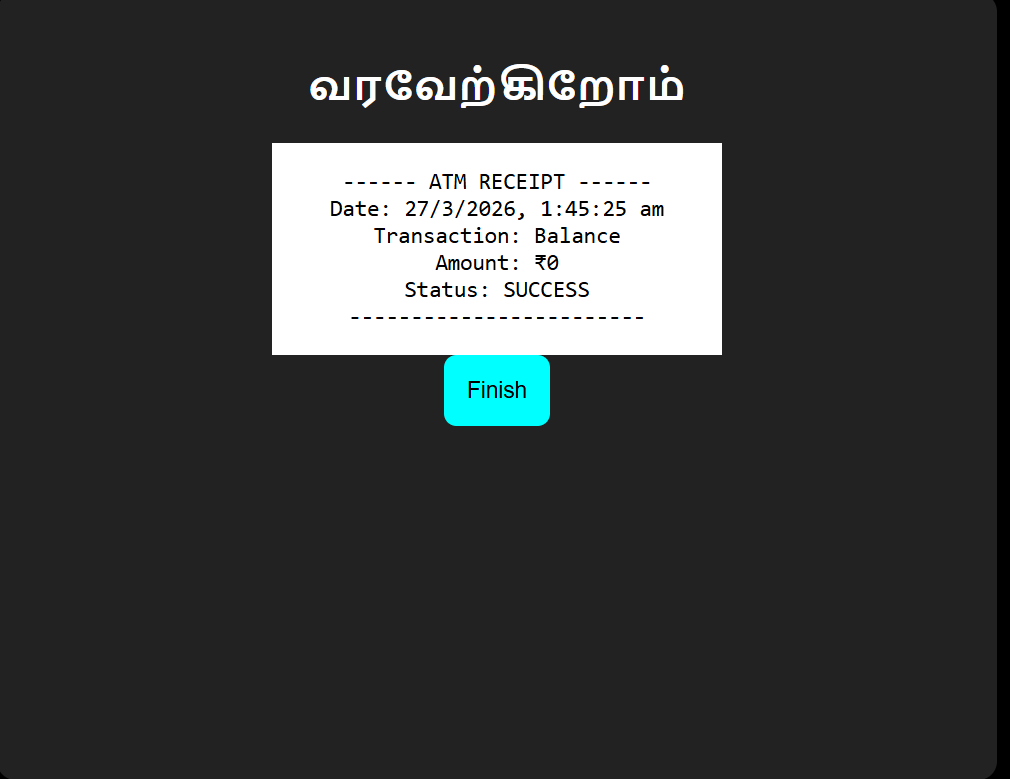 வரவேற்கிறோம்
------ ATM RECEIPT ------
Date: 27/3/2026, 1:45:25 am
Transaction: Balance
Amount: ₹0
Status: SUCCESS
------------------------
Finish